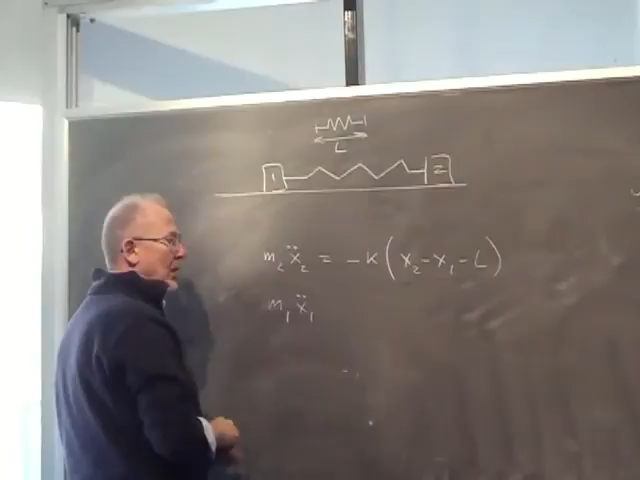 L
1 2
m₂ẍ₂ = -K(x₂-x₁-L)
m₁ẍ₁